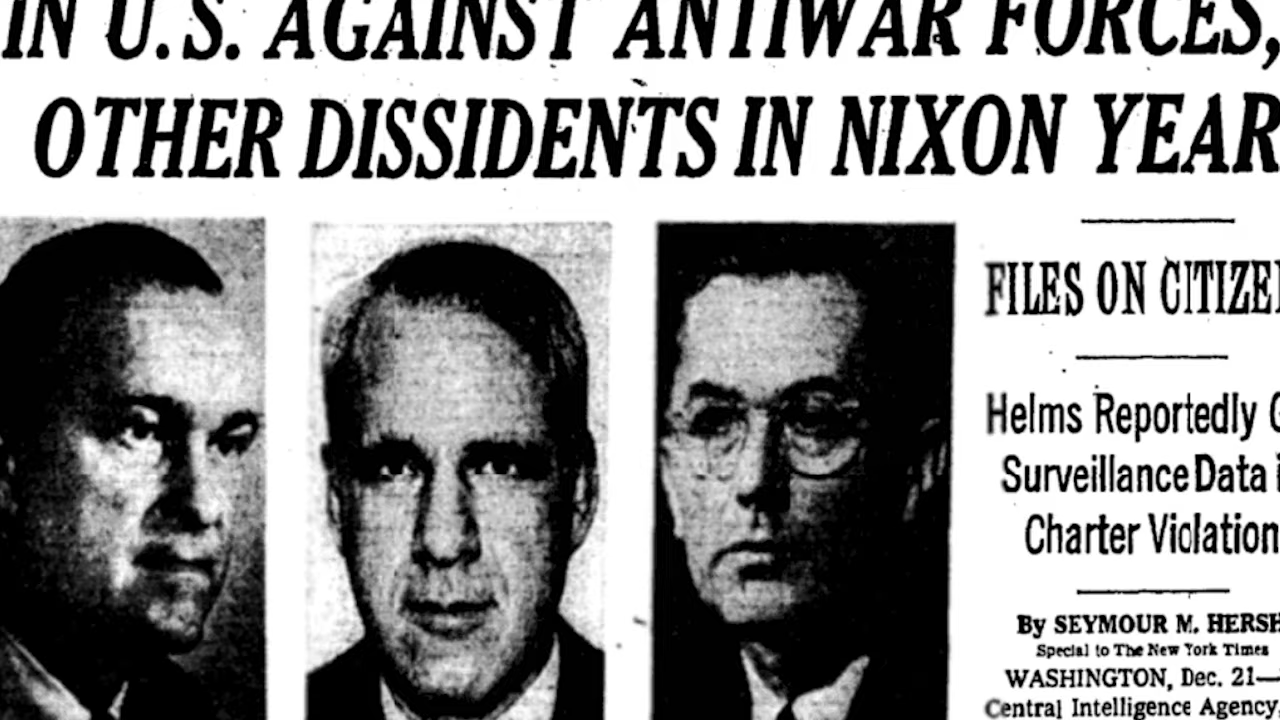 IN U.S. AGAINST ANTIWAR FORCES,
OTHER DISSIDENTS IN NIXON YEAR
FILES ON CITIZE
Helms Reportedly G
Surveillance Data i
Charter Violation
By SEYMOUR M. HERSH
Special to The New York Times
WASHINGTON, Dec. 21—
Central Intelligence Agency,